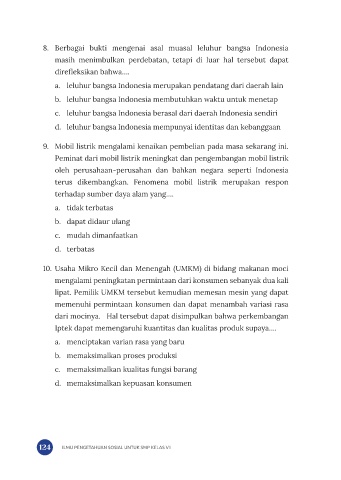 8. Berbagai bukti mengenai asal muasal leluhur bangsa Indonesia
masih menimbulkan perdebatan, tetapi di luar hal tersebut dapat
direfleksikan bahwa....
a. leluhur bangsa Indonesia merupakan pendatang dari daerah lain
b. leluhur bangsa Indonesia membutuhkan waktu untuk menetap
c. leluhur bangsa Indonesia berasal dari daerah Indonesia sendiri
d. leluhur bangsa Indonesia mempunyai identitas dan kebanggaan
9. Mobil listrik mengalami kenaikan pembelian pada masa sekarang ini.
Peminat dari mobil listrik meningkat dan pengembangan mobil listrik
oleh perusahaan-perusahan dan bahkan negara seperti Indonesia
terus dikembangkan. Fenomena mobil listrik merupakan respon
terhadap sumber daya alam yang....
a. tidak terbatas
b. dapat didaur ulang
c. mudah dimanfaatkan
d. terbatas
10. Usaha Mikro Kecil dan Menengah (UMKM) di bidang makanan moci
mengalami peningkatan permintaan dari konsumen sebanyak dua kali
lipat. Pemilik UMKM tersebut kemudian memesan mesin yang dapat
memenuhi permintaan konsumen dan dapat menambah variasi rasa
dari mocinya. Hal tersebut dapat disimpulkan bahwa perkembangan
Iptek dapat memengaruhi kuantitas dan kualitas produk supaya....
a. menciptakan varian rasa yang baru
b. memaksimalkan proses produksi
c. memaksimalkan kualitas fungsi barang
d. memaksimalkan kepuasan konsumen
124 ILMU PENGETAHUAN SOSIAL UNTUK SMP KELAS VII